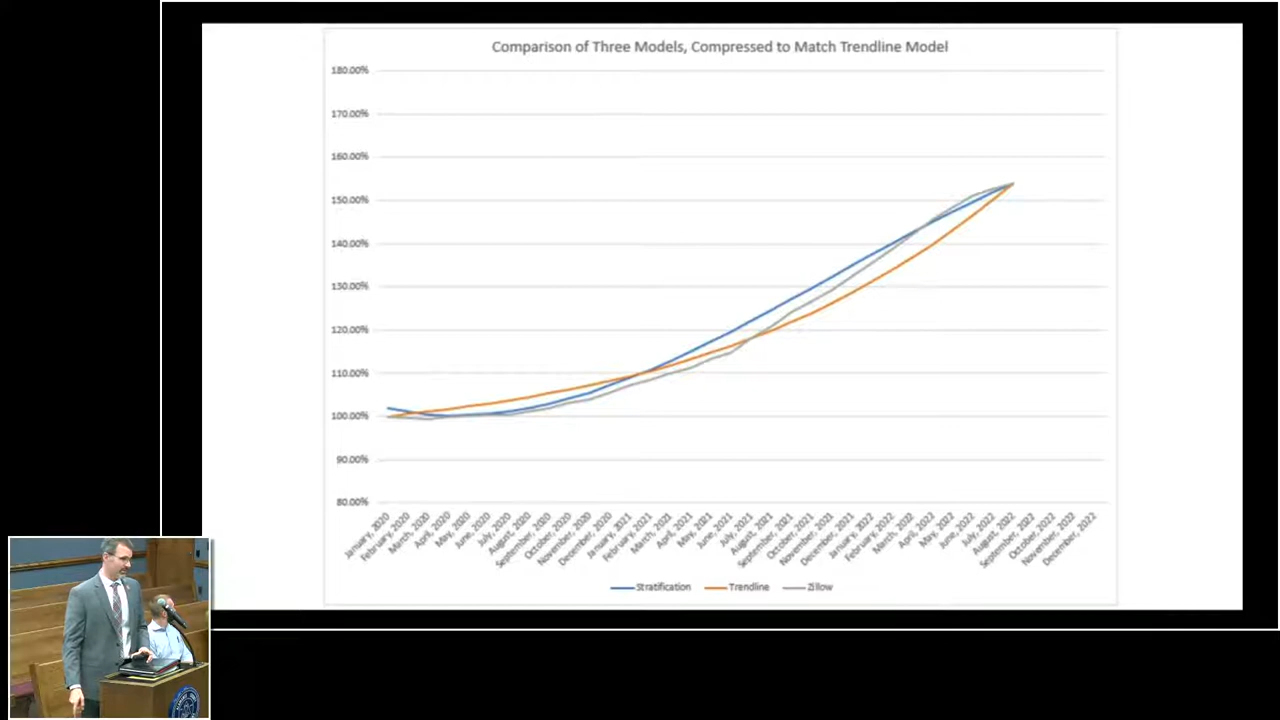 Comparison of Three Models, Compressed to Match Trendline Model
180.00%
170.00%
160.00%
150.00%
140.00%
130.00%
120.00%
110.00%
100.00%
90.00%
80.00%
January, 2020
February, 2020
March, 2020
April, 2020
May, 2020
June, 2020
July, 2020
August, 2020
September, 2020
October, 2020
November, 2020
December, 2020
January, 2021
February, 2021
March, 2021
April, 2021
May, 2021
June, 2021
July, 2021
August, 2021
September, 2021
October, 2021
November, 2021
December, 2021
January, 2022
February, 2022
March, 2022
April, 2022
May, 2022
June, 2022
July, 2022
August, 2022
September, 2022
October, 2022
November, 2022
December, 2022
Stratification Trendline Zillow